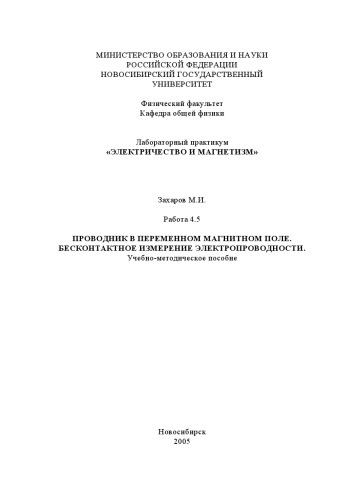 МИНИСТЕРСТВО ОБРАЗОВАНИЯ И НАУКИ
РОССИЙСКОЙ ФЕДЕРАЦИИ
НОВОСИБИРСКИЙ ГОСУДАРСТВЕННЫЙ
УНИВЕРСИТЕТ
Физический факультет
Кафедра общей физики
Лабораторный практикум
«ЭЛЕКТРИЧЕСТВО И МАГНЕТИЗМ»
Захаров М.И.
Работа 4.5
ПРОВОДНИК В ПЕРЕМЕННОМ МАГНИТНОМ ПОЛЕ.
БЕСКОНТАКТНОЕ ИЗМЕРЕНИЕ ЭЛЕКТРОПРОВОДНОСТИ.
Учебно-методическое пособие
Новосибирск
2005